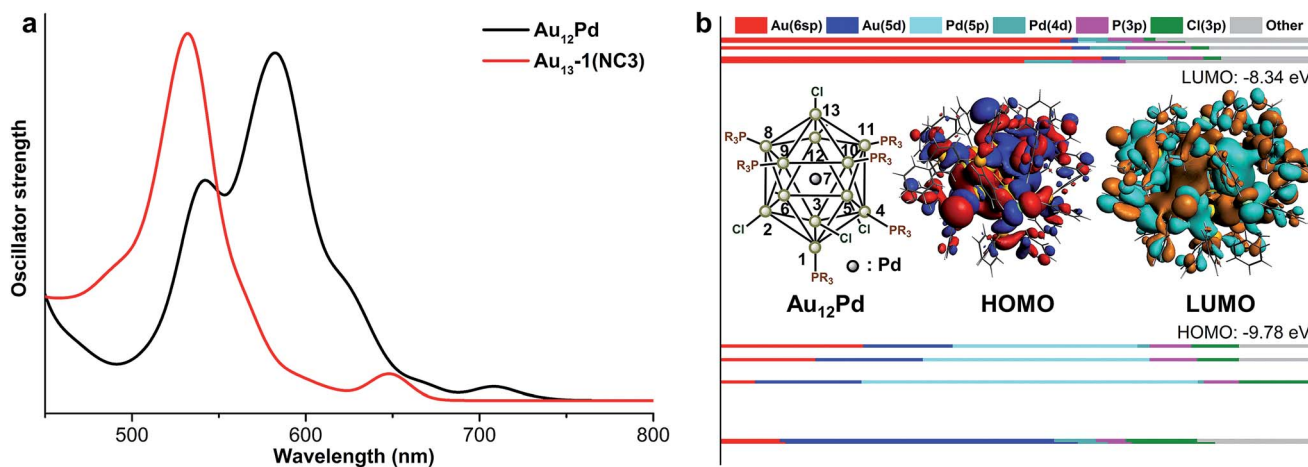 a
Au₁₂Pd
Au₁₃-1(NC3)
Oscillator strength
500
600
700
800
Wavelength (nm)
b
Au(6sp) Au(5d) Pd(5p) Pd(4d) P(3p) Cl(3p) Other
LUMO: -8.34 eV
Cl
13
8
11
R₃P
PR₃
9
12
10
R₃P
PR₃
7
6
3
5
4
Cl
2
Cl
Cl
PR₃
1
PR₃
: Pd
Au₁₂Pd
HOMO
LUMO
HOMO: -9.78 eV